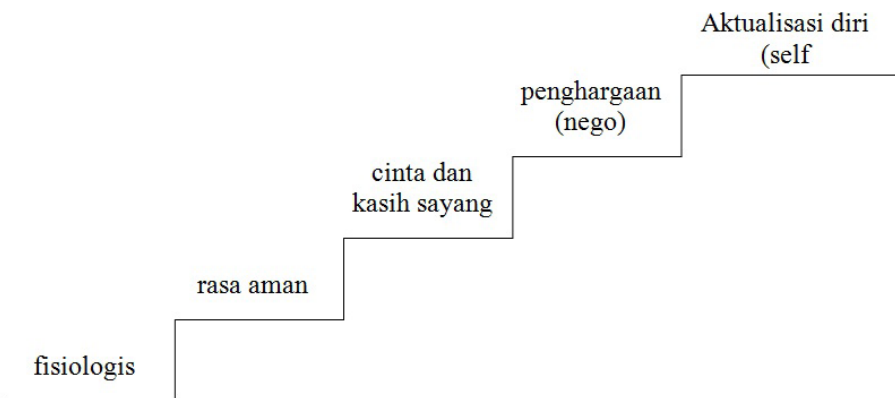 Aktualisasi diri
(self
penghargaan
(nego)
cinta dan
kasih sayang
rasa aman
fisiologis